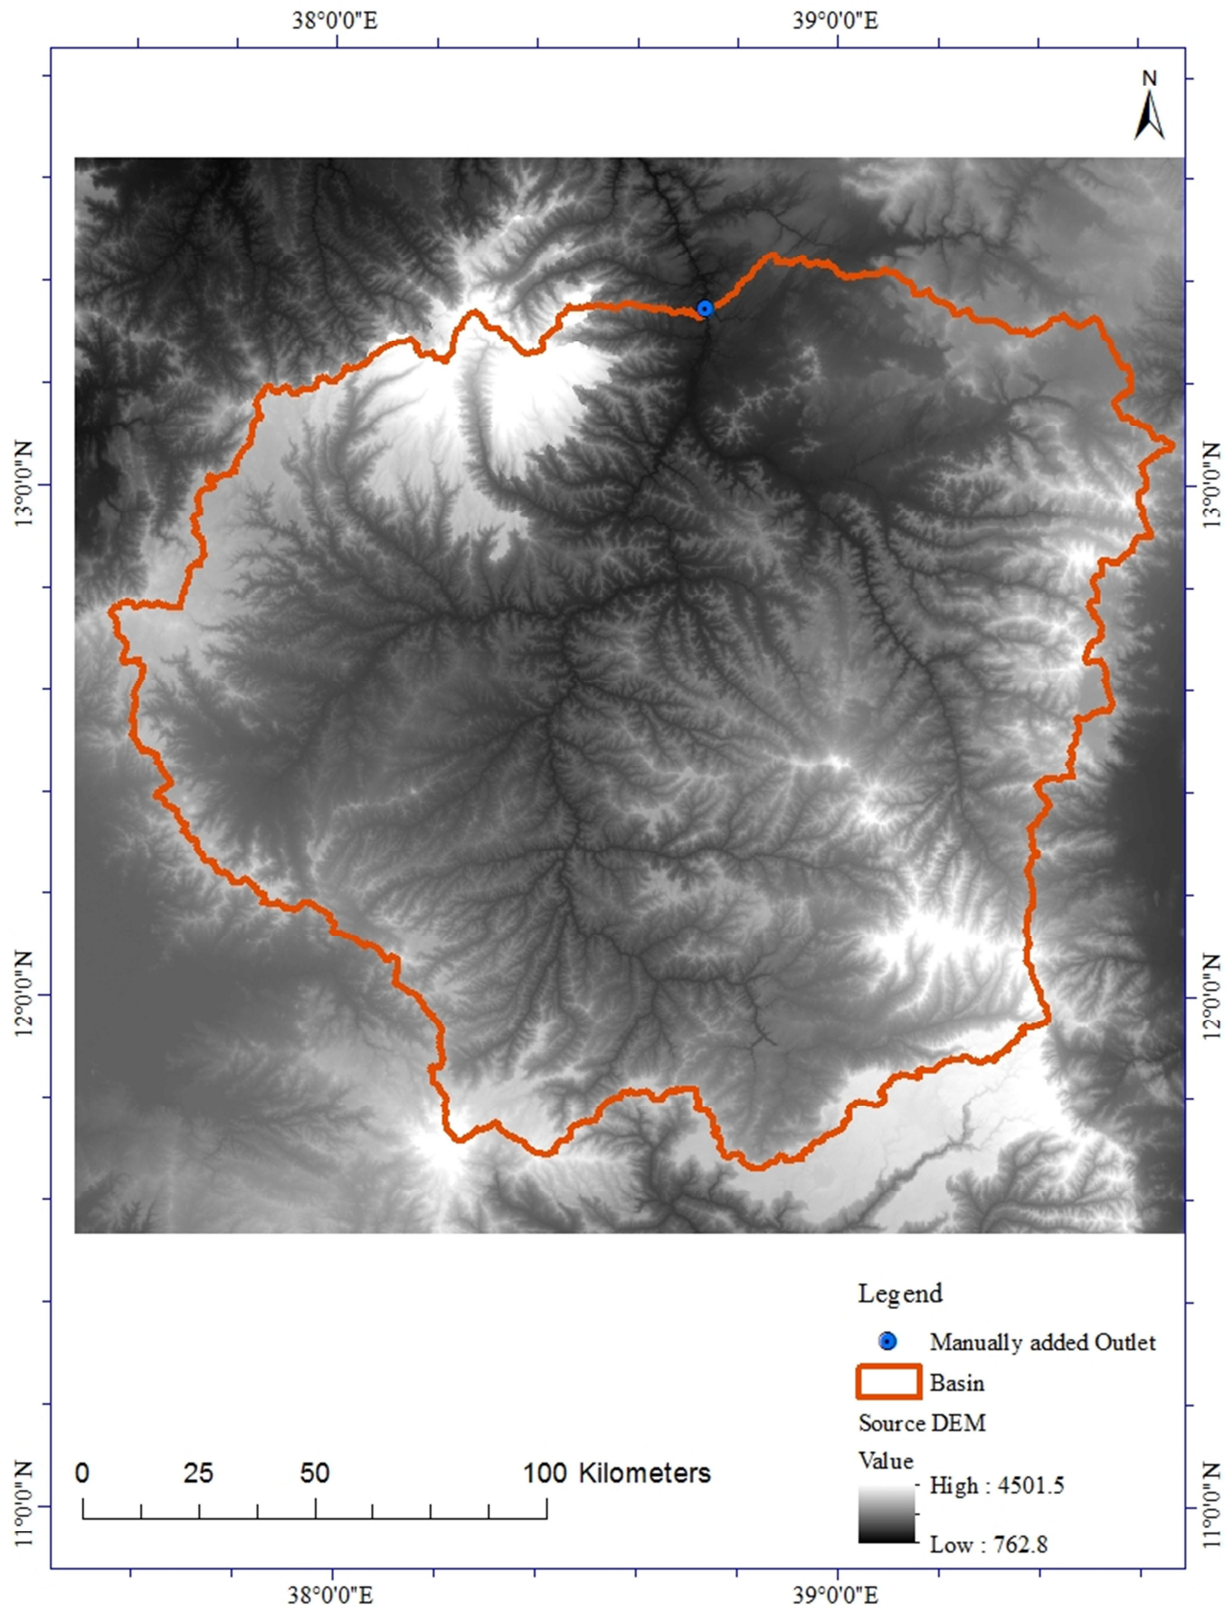 38°0'0"E 39°0'0"E
N
13°0'0"N 13°0'0"N
12°0'0"N 12°0'0"N
Legend
Manually added Outlet
Basin
Source DEM
Value
High : 4501.5
Low : 762.8
0 25 50 100 Kilometers
11°0'0"N 11°0'0"N
38°0'0"E 39°0'0"E